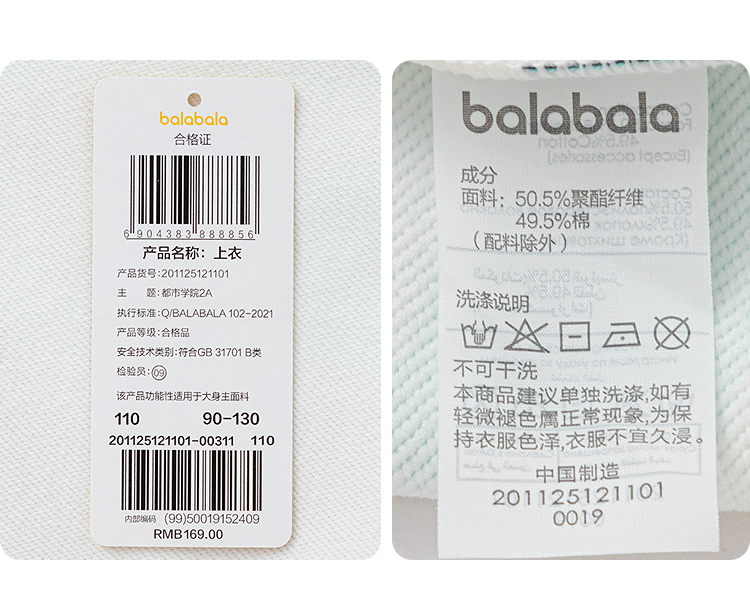 balabala
合格证
6 904383 888856
产品名称：上衣
产品货号：201125121101
主 题：都市学院2A
执行标准：Q/BALABALA 102-2021
产品等级：合格品
安全技术类别：符合GB 31701 B类
检验员：09
该产品功能性适用于大身主面料
110 90-130
201125121101-00311 110
内部编码 (99)50019152409
RMB169.00
balabala
成分
面料：50.5%聚酯纤维
49.5%棉
（配料除外）
洗涤说明
不可干洗
本商品建议单独洗涤,如有
轻微褪色属正常现象,为保
持衣服色泽,衣服不宜久浸。
中国制造
201125121101
0019